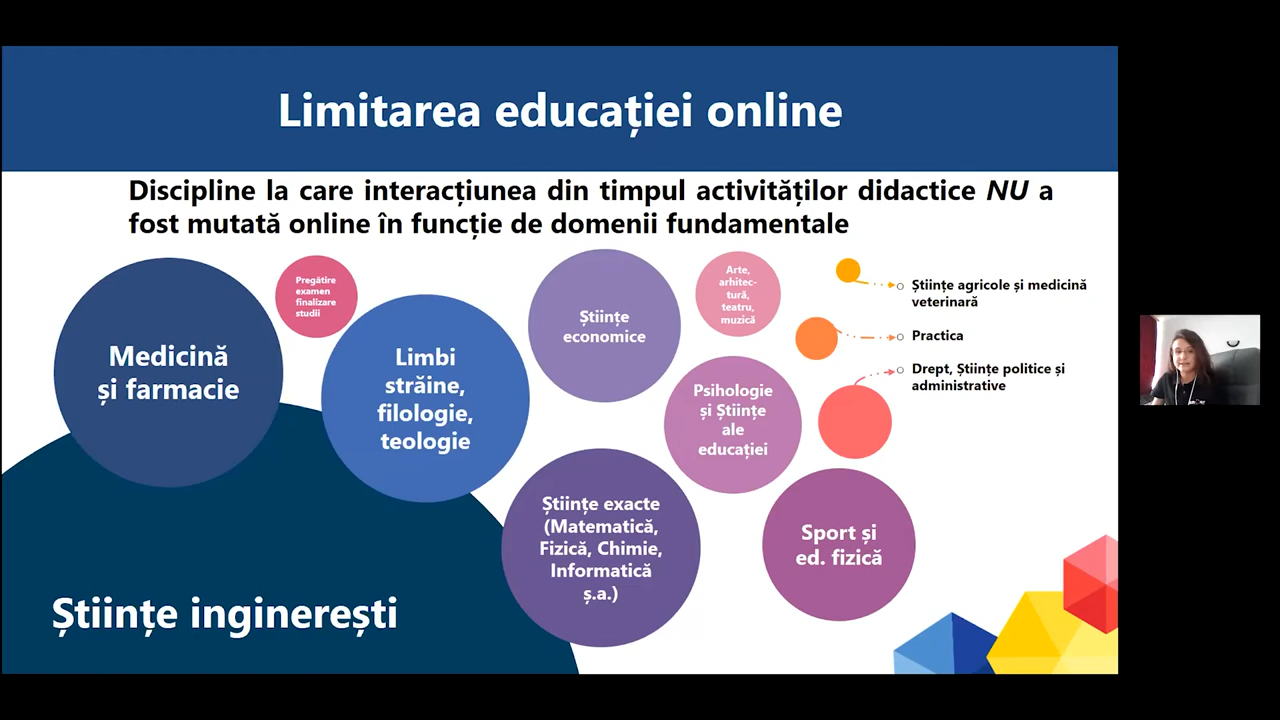 Limitarea educației online
Discipline la care interacțiunea din timpul activităților didactice NU a
fost mutată online în funcție de domenii fundamentale
Medicină
și farmacie
Pregătire
examen
finalizare
studii
Limbi
străine,
filologie,
teologie
Științe
economice
Arte,
arhitec-
tură,
teatru,
muzică
Științe agricole și medicină
veterinară
Practica
Drept, Științe politice și
administrative
Psihologie
și Științe
ale
educației
Științe exacte
(Matematică,
Fizică, Chimie,
Informatică
ș.a.)
Sport și
ed. fizică
Științe inginerești